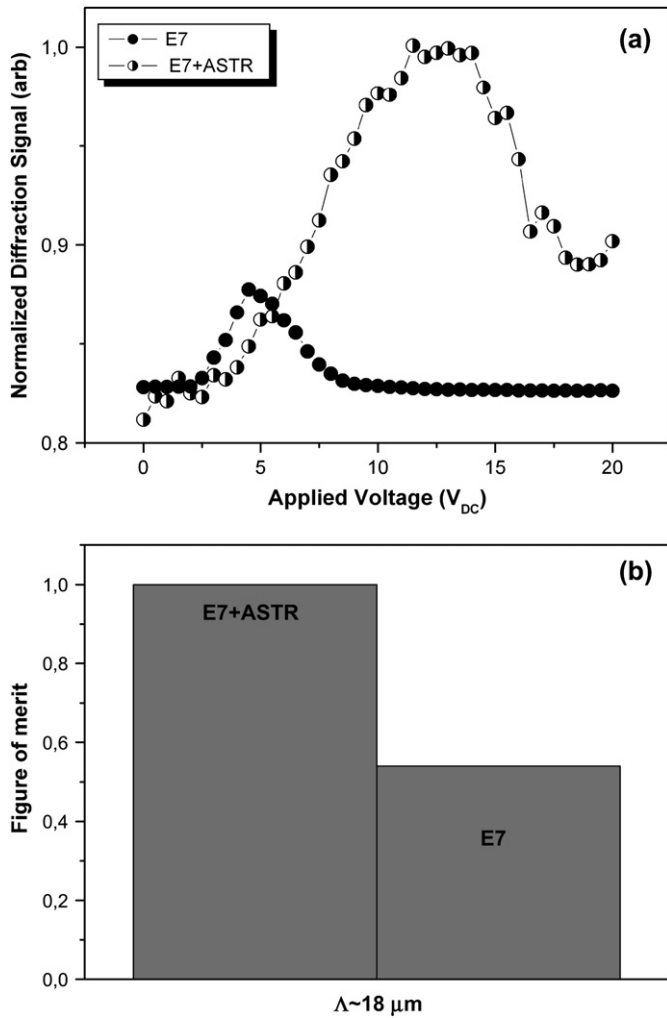 E7
E7+ASTR
(a)
1,0
0,9
0,8
Normalized Diffraction Signal (arb)
0 5 10 15 20
Applied Voltage (V_DC)
(b)
1,0
0,8
0,6
0,4
0,2
0,0
Figure of merit
E7+ASTR
E7
Λ~18 μm